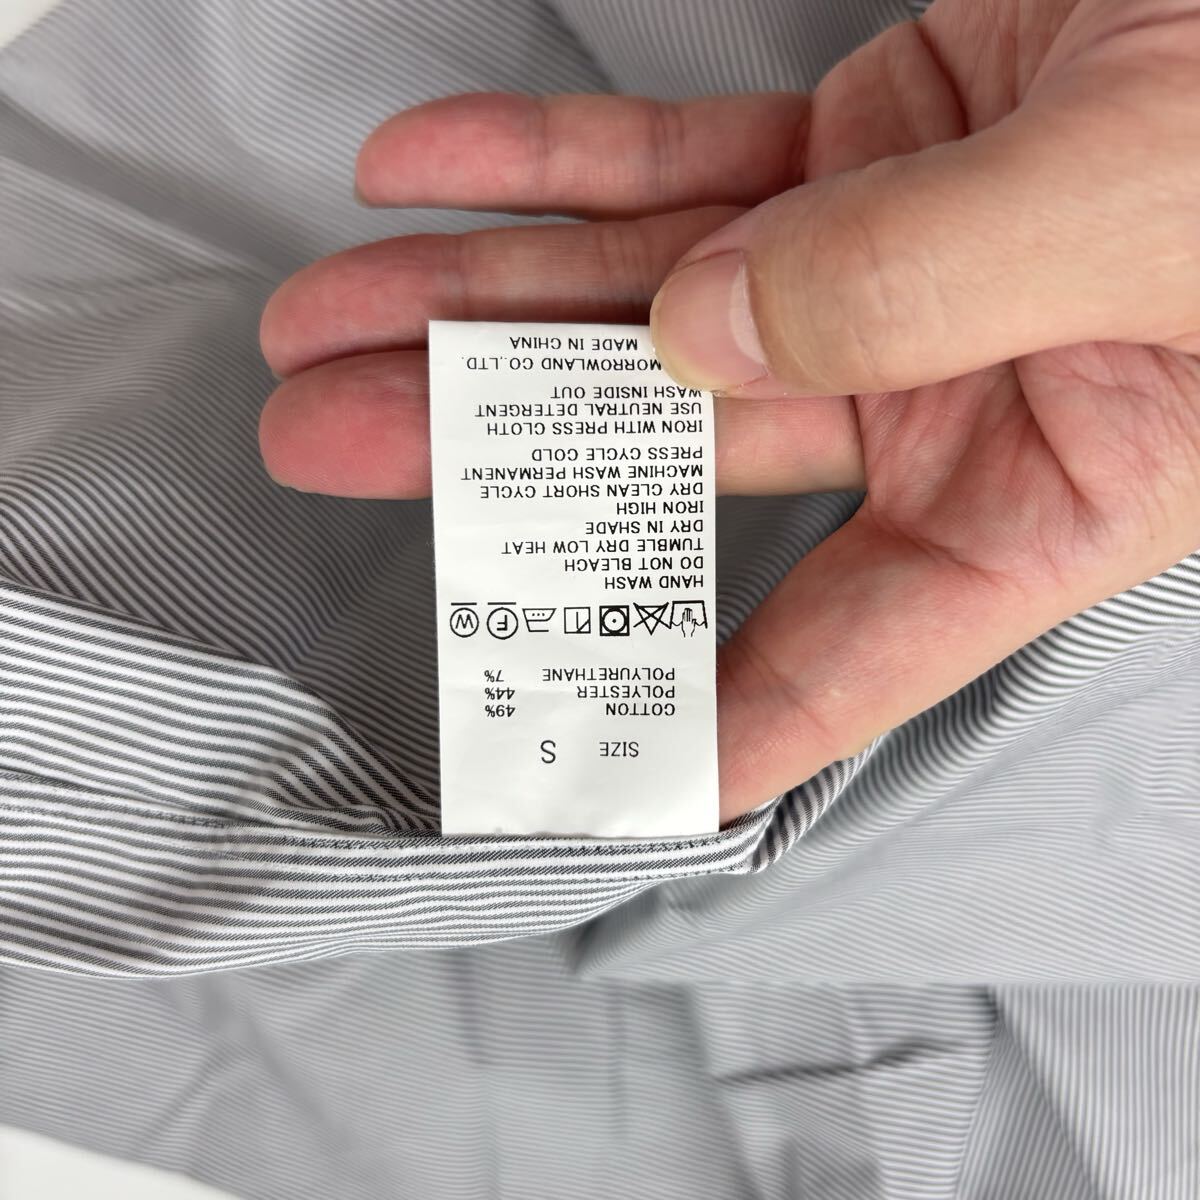 SIZE S
COTTON 49%
POLYESTER 44%
POLYURETHANE 7%
F W
HAND WASH
DO NOT BLEACH
TUMBLE DRY LOW HEAT
DRY IN SHADE
IRON HIGH
DRY CLEAN SHORT CYCLE
MACHINE WASH PERMANENT
PRESS CYCLE COLD
IRON WITH PRESS CLOTH
USE NEUTRAL DETERGENT
WASH INSIDE OUT
MORROWLAND CO.,LTD.
MADE IN CHINA